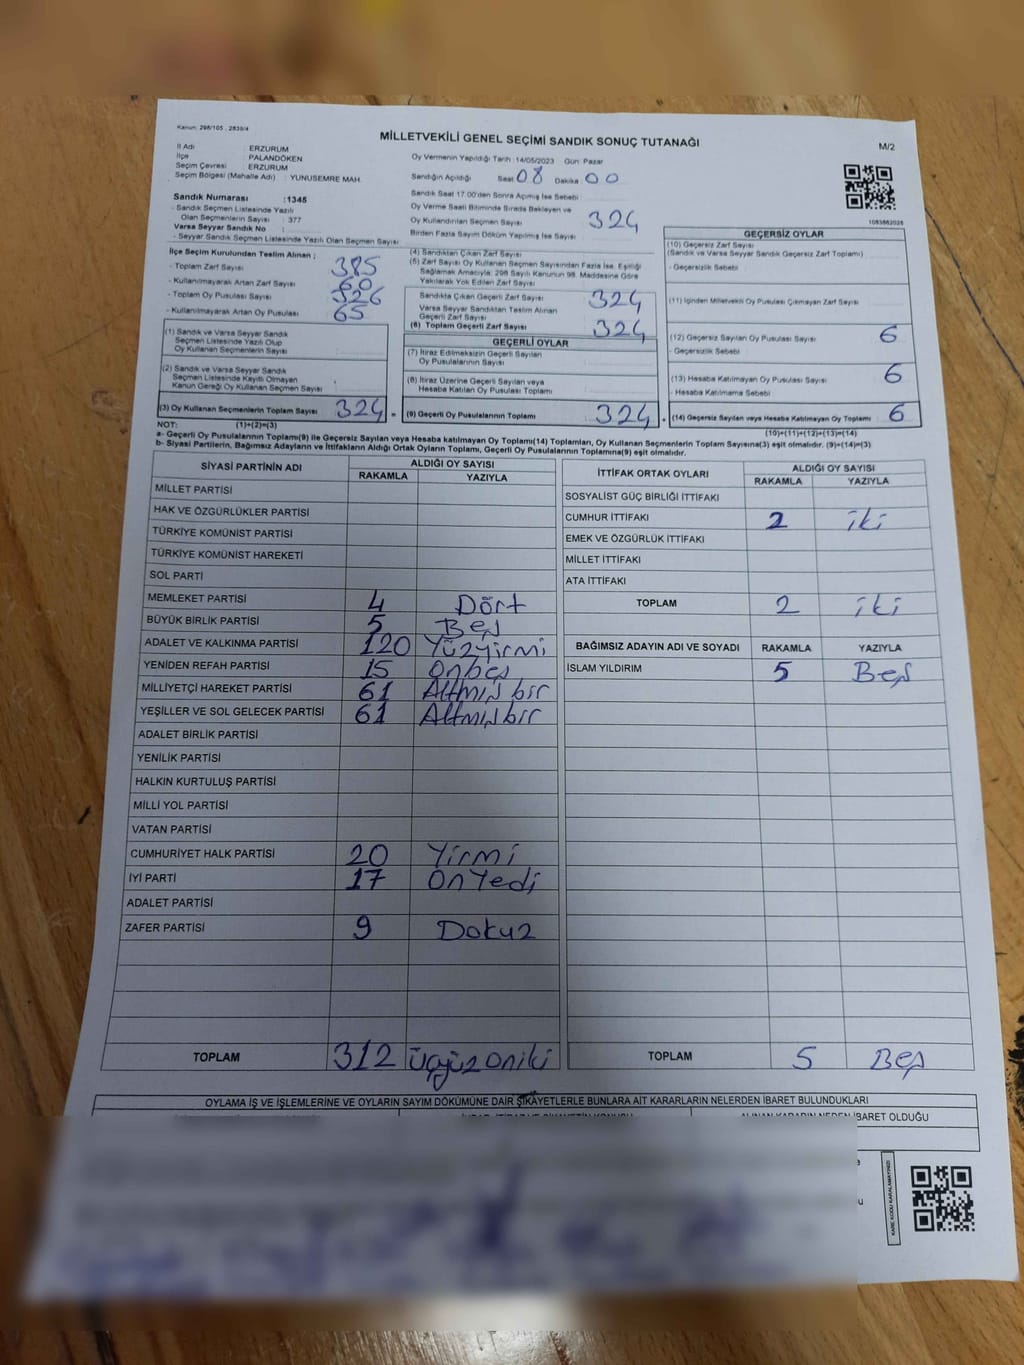 Kanun: 298/105 , 2839/4
MİLLETVEKİLİ GENEL SEÇİMİ SANDIK SONUÇ TUTANAĞI
M/2
İl Adı : ERZURUM
İlçe : PALANDÖKEN
Seçim Çevresi : ERZURUM
Seçim Bölgesi (Mahalle Adı) : YUNUSEMRE MAH.
Oy Vermenin Yapıldığı Tarih :14/05/2023 Gün: Pazar
Sandığın Açıldığı Saat 08 Dakika 00
Sandık Saat 17:00'den Sonra Açılmış İse Sebebi
Oy Verme Saati Bitiminde Sırada Bekleyen ve
Oy Kullandırılan Seçmen Sayısı 324
Birden Fazla Sayım Döküm Yapılmış İse Sayısı
1083862025
Sandık Numarası :1345
- Sandık Seçmen Listesinde Yazılı
Olan Seçmenlerin Sayısı : 377
Varsa Seyyar Sandık No :
- Seyyar Sandık Seçmen Listesinde Yazılı Olan Seçmen Sayısı
İlçe Seçim Kurulundan Teslim Alınan ;
- Toplam Zarf Sayısı 385
- Kullanılmayarak Artan Zarf Sayısı 60
- Toplam Oy Pusulası Sayısı 326
- Kullanılmayarak Artan Oy Pusulası 65
(1) Sandık ve Varsa Seyyar Sandık
Seçmen Listesinde Yazılı Olup
Oy Kullanan Seçmenlerin Sayısı
(2) Sandık ve Varsa Seyyar Sandık
Seçmen Listesinde Kayıtlı Olmayan
Kanun Gereği Oy Kullanan Seçmen Sayısı
(3) Oy Kullanan Seçmenlerin Toplam Sayısı 324
(4) Sandıktan Çıkan Zarf Sayısı
(5) Zarf Sayısı Oy Kullanan Seçmen Sayısından Fazla İse, Eşitliği
Sağlamak Amacıyla; 298 Sayılı Kanunun 98. Maddesine Göre
Yakılarak Yok Edilen Zarf Sayısı
Sandıkta Çıkan Geçerli Zarf Sayısı 324
Varsa Seyyar Sandıktan Teslim Alınan
Geçerli Zarf Sayısı
(6) Toplam Geçerli Zarf Sayısı 324
GEÇERLİ OYLAR
(7) İtiraz Edilmeksizin Geçerli Sayılan
Oy Pusulalarının Sayısı
(8) İtiraz Üzerine Geçerli Sayılan veya
Hesaba Katılan Oy Pusulası Toplamı
(9) Geçerli Oy Pusulalarının Toplamı 324
GEÇERSİZ OYLAR
(10) Geçersiz Zarf Sayısı
(Sandık ve Varsa Seyyar Sandık Geçersiz Zarf Toplamı)
- Geçersizlik Sebebi
(11) İçinden Milletvekili Oy Pusulası Çıkmayan Zarf Sayısı
(12) Geçersiz Sayılan Oy Pusulası Sayısı 6
- Geçersizlik Sebebi
(13) Hesaba Katılmayan Oy Pusulası Sayısı 6
- Hesaba Katılmama Sebebi
(14) Geçersiz Sayılan veya Hesaba Katılmayan Oy Toplamı 6
NOT: (1)+(2)=(3)
(10)+(11)+(12)+(13)=(14)
a- Geçerli Oy Pusulalarının Toplamı(9) ile Geçersiz Sayılan veya Hesaba katılmayan Oy Toplamı(14) Toplamları, Oy Kullanan Seçmenlerin Toplam Sayısına(3) eşit olmalıdır. (9)+(14)=(3)
b- Siyasi Partilerin, Bağımsız Adayların ve İttifakların Aldığı Ortak Oyların Toplamı, Geçerli Oy Pusulalarının Toplamına(9) eşit olmalıdır.
SİYASİ PARTİNİN ADI ALDIĞI OY SAYISI
RAKAMLA YAZIYLA
MİLLET PARTİSİ
HAK VE ÖZGÜRLÜKLER PARTİSİ
TÜRKİYE KOMÜNİST PARTİSİ
TÜRKİYE KOMÜNİST HAREKETİ
SOL PARTİ
MEMLEKET PARTİSİ 4 Dört
BÜYÜK BİRLİK PARTİSİ 5 Beş
ADALET VE KALKINMA PARTİSİ 120 Yüzyirmi
YENİDEN REFAH PARTİSİ 15 Onbeş
MİLLİYETÇİ HAREKET PARTİSİ 61 Altmış bir
YEŞİLLER VE SOL GELECEK PARTİSİ 61 Altmış bir
ADALET BİRLİK PARTİSİ
YENİLİK PARTİSİ
HALKIN KURTULUŞ PARTİSİ
MİLLİ YOL PARTİSİ
VATAN PARTİSİ
CUMHURİYET HALK PARTİSİ 20 Yirmi
İYİ PARTİ 17 OnYedi
ADALET PARTİSİ
ZAFER PARTİSİ 9 Dokuz
TOPLAM 312 üçyüz oniki
İTTİFAK ORTAK OYLARI ALDIĞI OY SAYISI
RAKAMLA YAZIYLA
SOSYALİST GÜÇ BİRLİĞİ İTTİFAKI
CUMHUR İTTİFAKI 2 iki
EMEK VE ÖZGÜRLÜK İTTİFAKI
MİLLET İTTİFAKI
ATA İTTİFAKI
TOPLAM 2 iki
BAĞIMSIZ ADAYIN ADI VE SOYADI RAKAMLA YAZIYLA
İSLAM YILDIRIM 5 Beş
TOPLAM 5 Beş
OYLAMA İŞ VE İŞLEMLERİNE VE OYLARIN SAYIM DÖKÜMÜNE DAİR ŞİKAYETLERLE BUNLARA AİT KARARLARIN NELERDEN İBARET BULUNDUKLARI
ALINAN KARARIN NEDEN İBARET OLDUĞU
KARE KODU KARALAMAYINIZ!